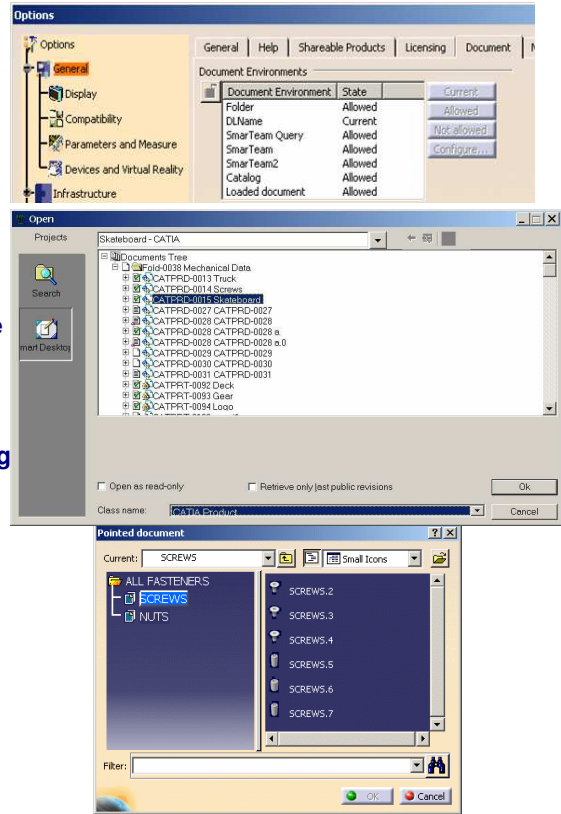 Options
Options
General
Display
Compatibility
Parameters and Measure
Devices and Virtual Reality
Infrastructure
General Help Shareable Products Licensing Document
Document Environments
Document Environment State
Folder Allowed
DLName Current
SmarTeam Query Allowed
SmarTeam Allowed
SmarTeam2 Allowed
Catalog Allowed
Loaded document Allowed
Current
Allowed
Not allowed
Configure...
Open
Projects
Skateboard - CATIA
Search
mart Desktop
Documents Tree
Fold-0038 Mechanical Data
CATPRD-0013 Truck
CATPRD-0014 Screws
CATPRD-0015 Skateboard
CATPRD-0027 CATPRD-0027
CATPRD-0028 CATPRD-0028
CATPRD-0028 CATPRD-0028 a
CATPRD-0028 CATPRD-0028 a.0
CATPRD-0029 CATPRD-0029
CATPRD-0030 CATPRD-0030
CATPRD-0031 CATPRD-0031
CATPRT-0092 Deck
CATPRT-0093 Gear
CATPRT-0094 Logo
e
g
Open as read-only Retrieve only last public revisions Ok
Class name: CATIA Product Cancel
Pointed document
Current: SCREWS Small Icons
ALL FASTENERS
SCREWS
NUTS
SCREWS.2
SCREWS.3
SCREWS.4
SCREWS.5
SCREWS.6
SCREWS.7
Filter:
OK Cancel